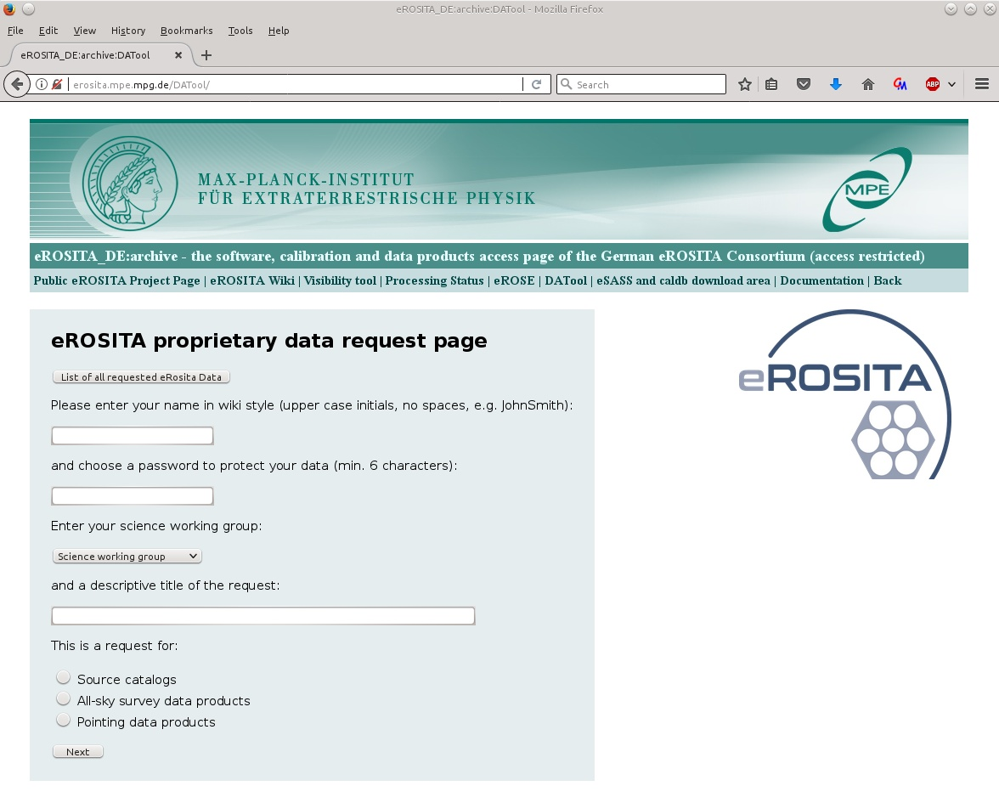 eROSITA_DE:archive:DATool - Mozilla Firefox
File Edit View History Bookmarks Tools Help
eROSITA_DE:archive:DATool
erosita.mpe.mpg.de/DATool/ Search ABP
MAX-PLANCK-INSTITUT
FÜR EXTRATERRESTRISCHE PHYSIK
MPE
eROSITA_DE:archive - the software, calibration and data products access page of the German eROSITA Consortium (access restricted)
Public eROSITA Project Page | eROSITA Wiki | Visibility tool | Processing Status | eROSE | DATool | eSASS and caldb download area | Documentation | Back
eROSITA proprietary data request page
eROSITA
List of all requested eRosita Data
Please enter your name in wiki style (upper case initials, no spaces, e.g. JohnSmith):
and choose a password to protect your data (min. 6 characters):
Enter your science working group:
Science working group
and a descriptive title of the request:
This is a request for:
Source catalogs
All-sky survey data products
Pointing data products
Next